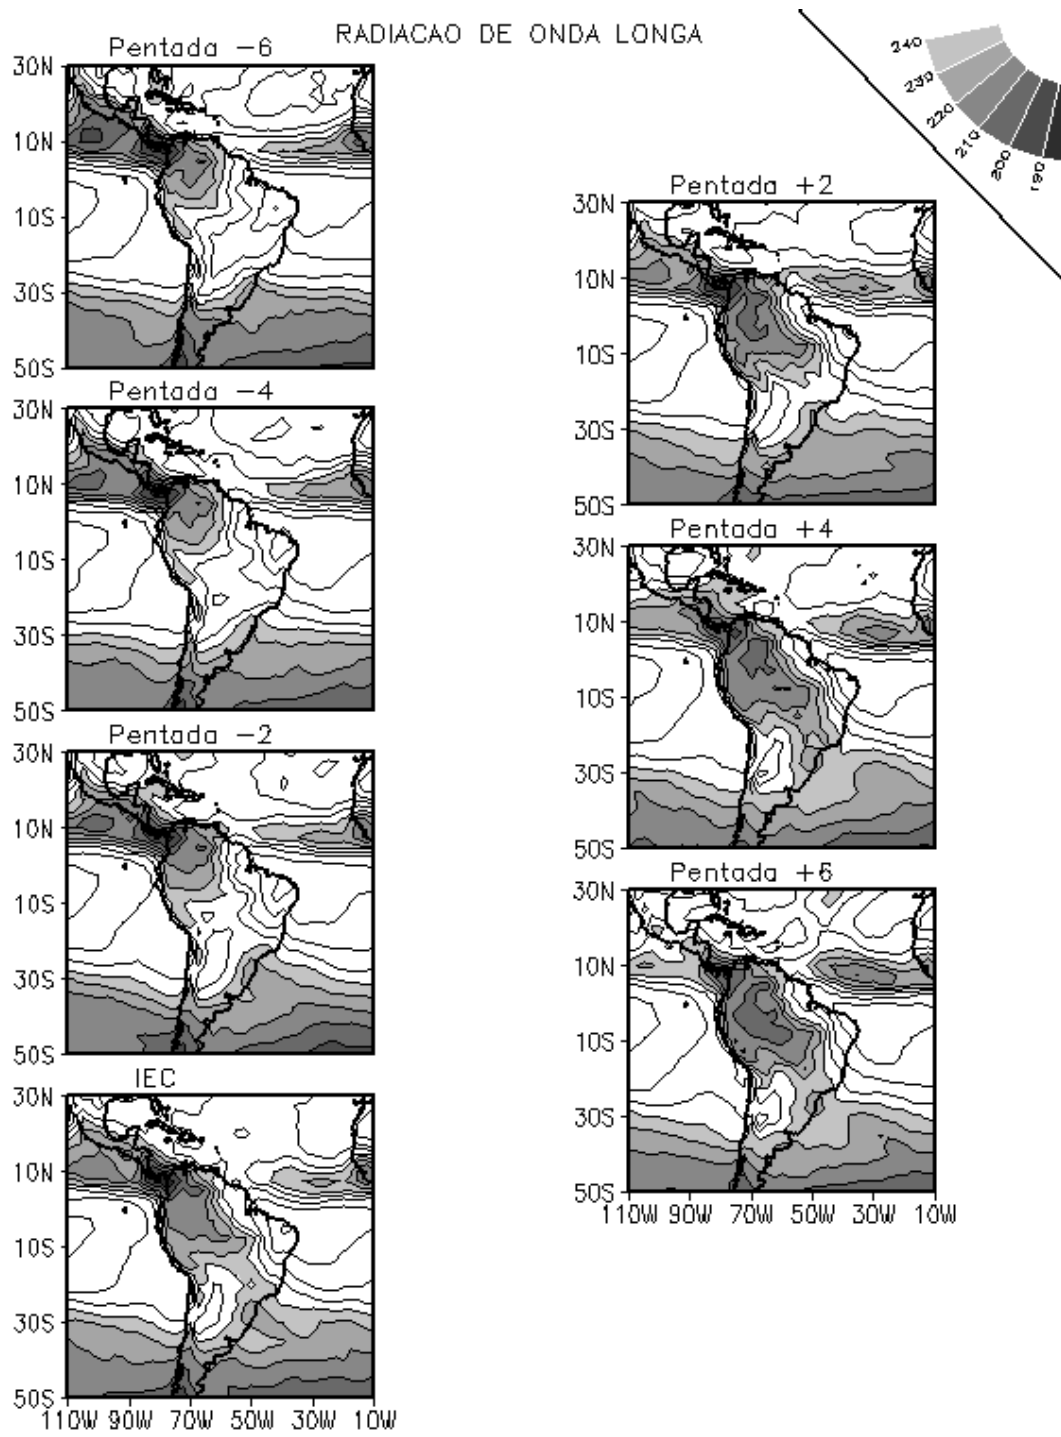 RADIACAO DE ONDA LONGA
240
230
220
210
200
190
Pentada -6
30N
10N
10S
30S
50S
Pentada -4
30N
10N
10S
30S
50S
Pentada -2
30N
10N
10S
30S
50S
IEC
30N
10N
10S
30S
50S
110W 90W 70W 50W 30W 10W
Pentada +2
30N
10N
10S
30S
50S
Pentada +4
30N
10N
10S
30S
50S
Pentada +6
30N
10N
10S
30S
50S
110W 90W 70W 50W 30W 10W